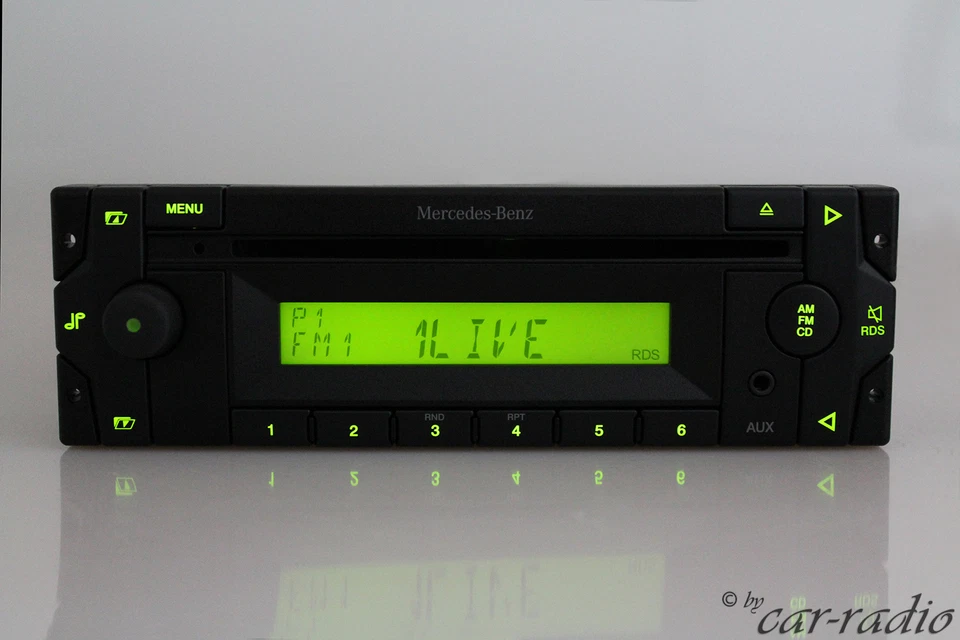 MENU
Mercedes-Benz
P1
FM1
1LIVE
RDS
AM
FM
CD
RDS
RND
RPT
1
2
3
4
5
6
AUX
© by
car-radio